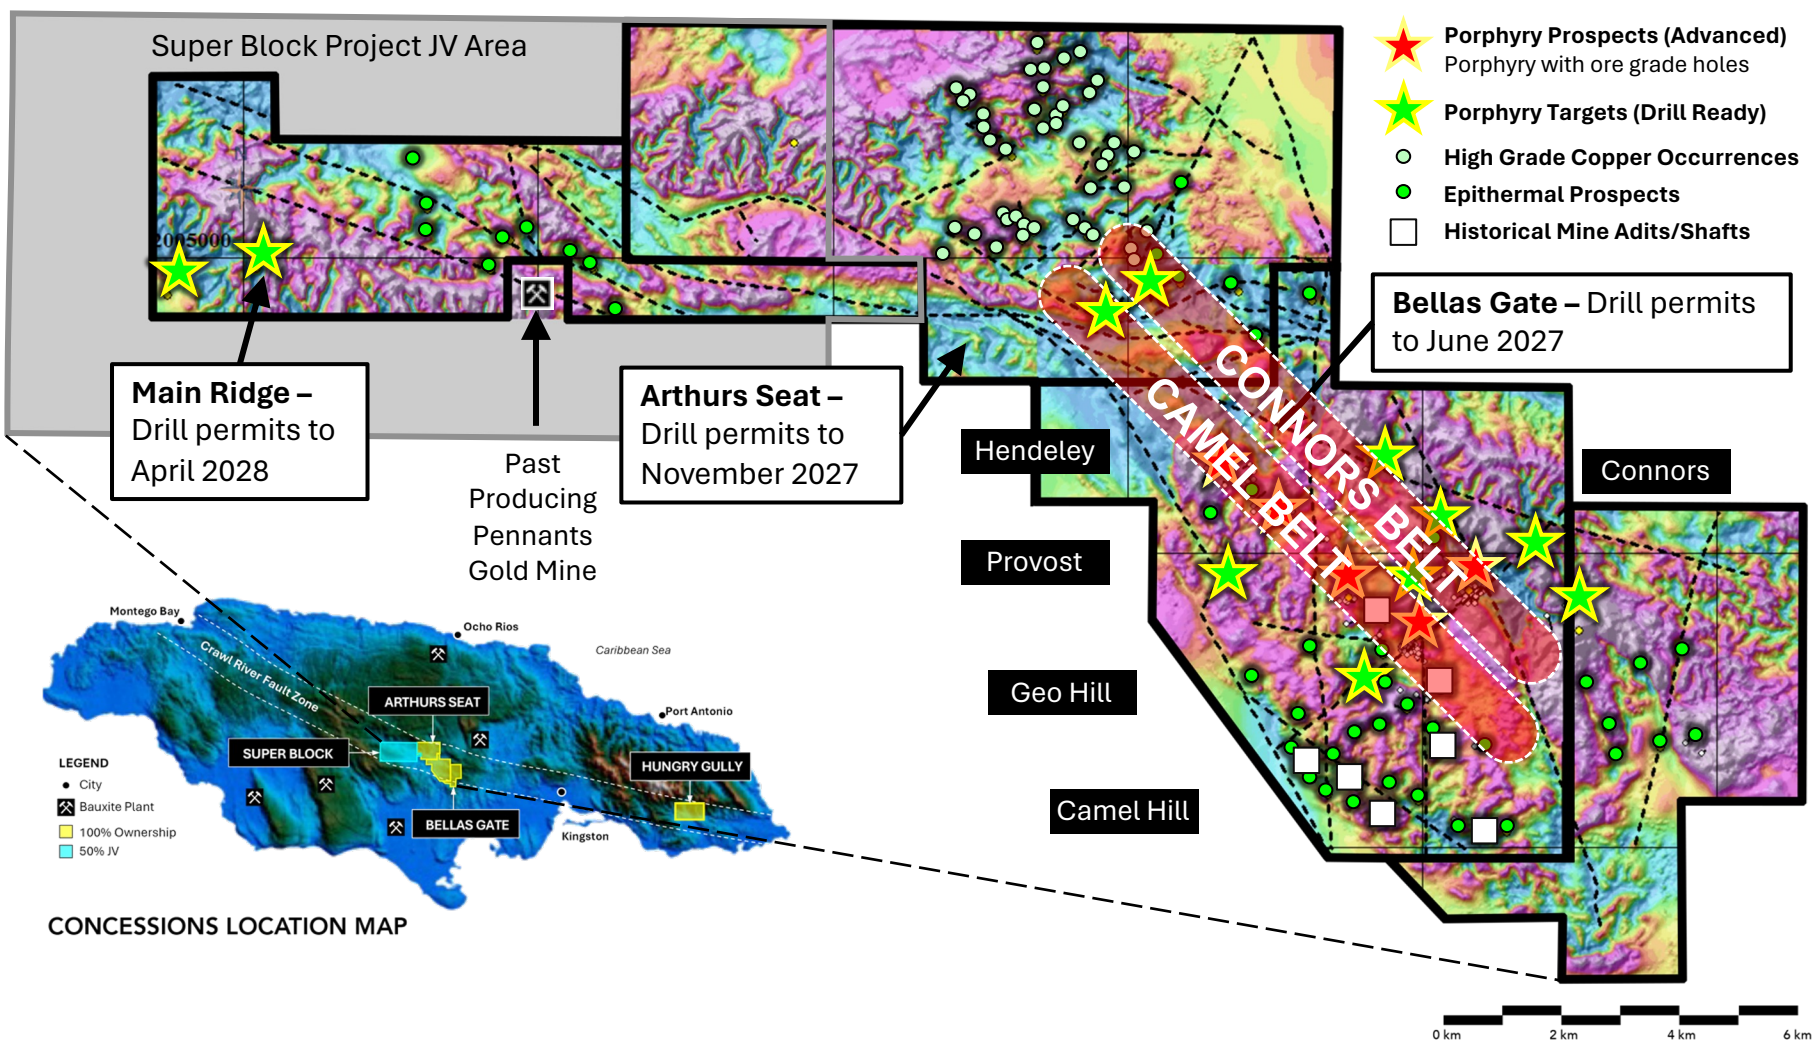 Super Block Project JV Area
2005000
Porphyry Prospects (Advanced)
Porphyry with ore grade holes
Porphyry Targets (Drill Ready)
High Grade Copper Occurrences
Epithermal Prospects
Historical Mine Adits/Shafts
Bellas Gate – Drill permits
to June 2027
Main Ridge –
Drill permits to
April 2028
Arthurs Seat –
Drill permits to
November 2027
Past
Producing
Pennants
Gold Mine
CONNORS BELT
CAMEL BELT
Hendeley
Connors
Provost
Geo Hill
Camel Hill
Montego Bay
Ocho Rios
Caribbean Sea
Crawl River Fault Zone
ARTHURS SEAT
Port Antonio
SUPER BLOCK
HUNGRY GULLY
BELLAS GATE
Kingston
LEGEND
City
Bauxite Plant
100% Ownership
50% JV
CONCESSIONS LOCATION MAP
0 km
2 km
4 km
6 km